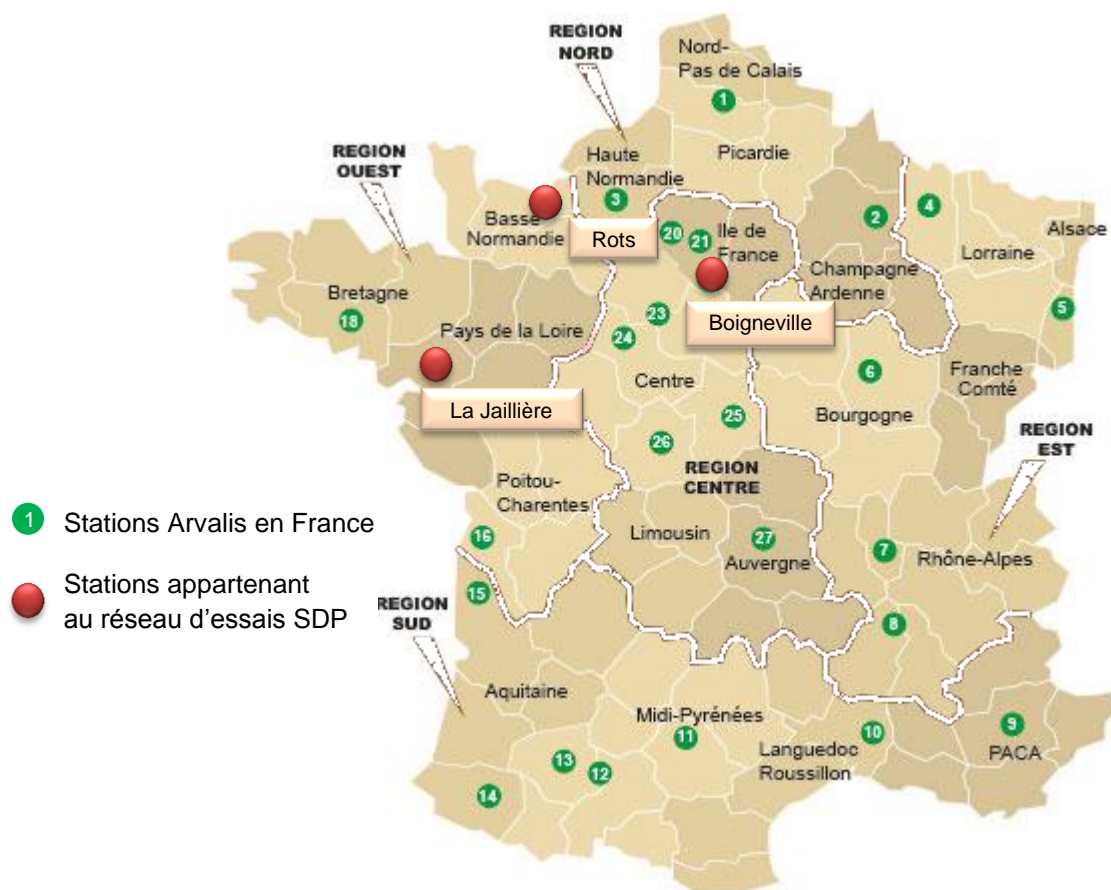 REGION
NORD
Nord-
Pas de Calais
1
REGION
OUEST
Haute
Normandie
Picardie
3
Basse
Normandie
Rots
20
21
Ile de
France
2
4
Lorraine
Alsace
Champagne
Ardenne
5
Bretagne
18
Pays de la Loire
23
24
Boigneville
Centre
6
Bourgogne
Franche
Comté
La Jaillière
25
26
REGION
CENTRE
REGION
EST
Poitou-
Charentes
1 Stations Arvalis en France
16
Limousin
27
Auvergne
7
Rhône-Alpes
Stations appartenant
au réseau d'essais SDP
15
REGION
SUD
8
Aquitaine
Midi-Pyrénées
11
10
Languedoc
Roussillon
9
PACA
13
12
14